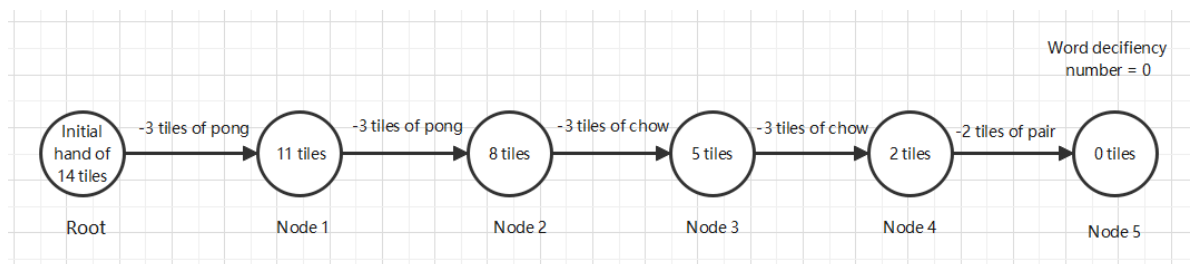 Word decifiency
number = 0
Initial
hand of
14 tiles
-3 tiles of pong
11 tiles
-3 tiles of pong
8 tiles
-3 tiles of chow
5 tiles
-3 tiles of chow
2 tiles
-2 tiles of pair
0 tiles
Root
Node 1
Node 2
Node 3
Node 4
Node 5